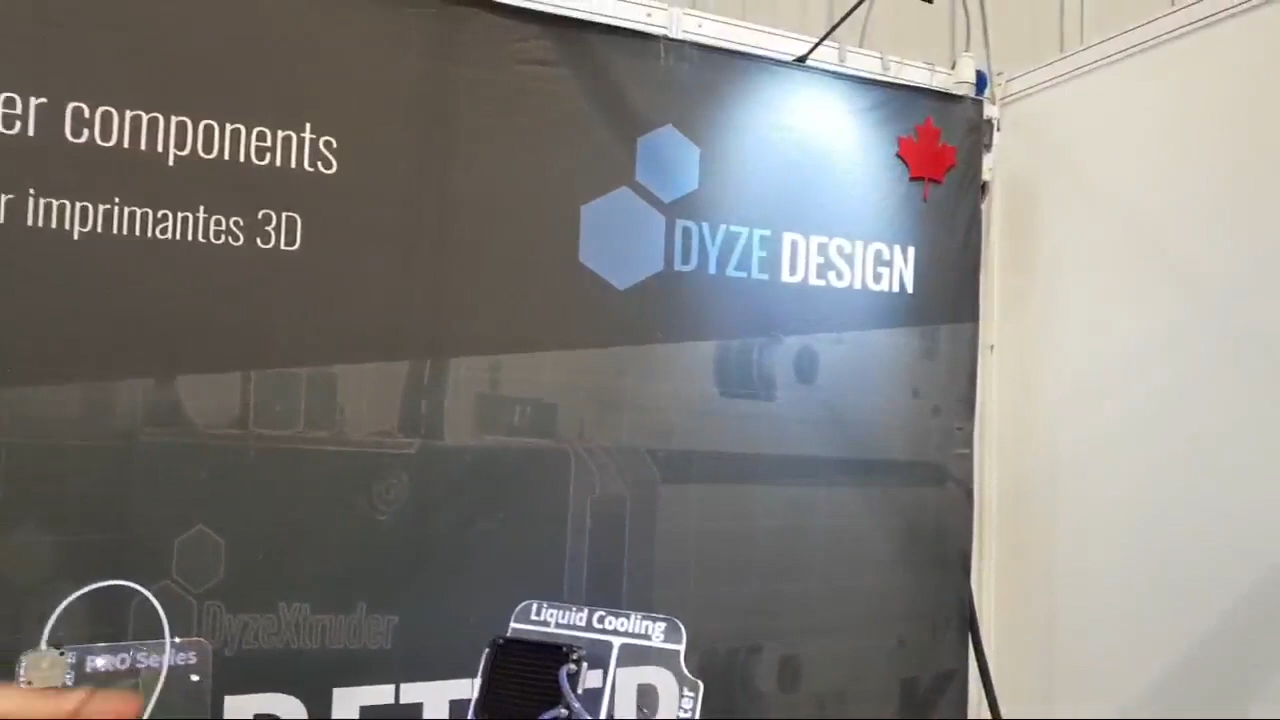 er components
r imprimantes 3D
DYZE DESIGN
DyzeXtruder
Liquid Cooling
PRO Series